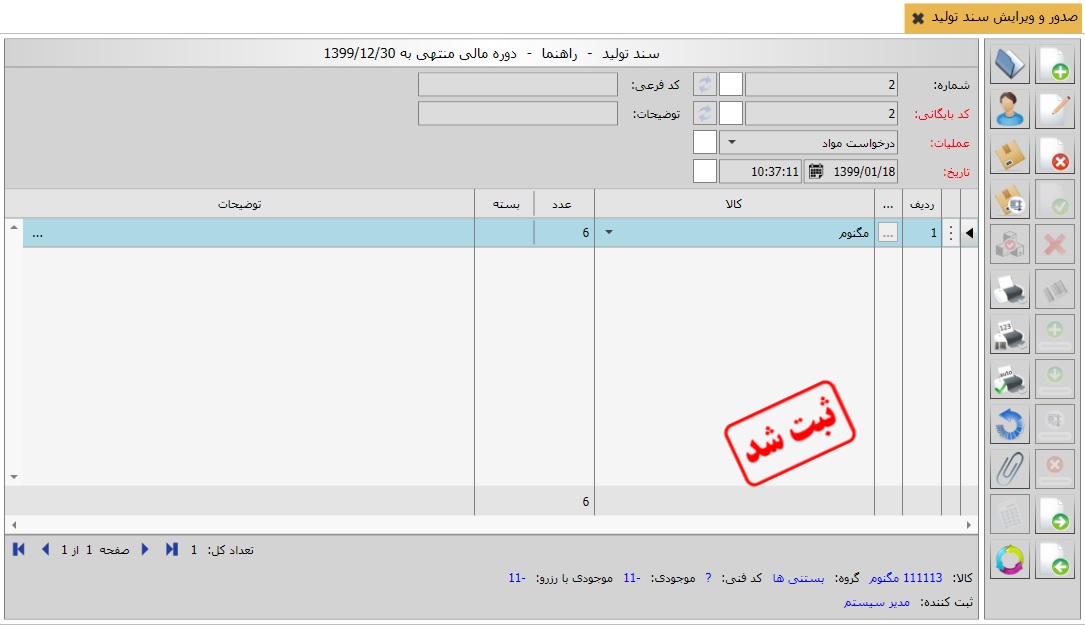 صدور و ویرایش سند تولید
سند تولید - راهنما - دوره مالی منتهی به 1399/12/30
شماره: 2 کد فرعی:
کد بایگانی: 2 توضیحات:
عملیات: درخواست مواد
تاریخ: 1399/01/18 10:37:11
ردیف ... کالا عدد بسته توضیحات
1 ... مگنوم 6 ...
ثبت شد
6
تعداد کل: 1 صفحه 1 از 1
کالا: 111113 مگنوم گروه: بستنی ها کد فنی: ? موجودی: -11 موجودی با رزرو: -11
ثبت کننده: مدیر سیستم
123
auto